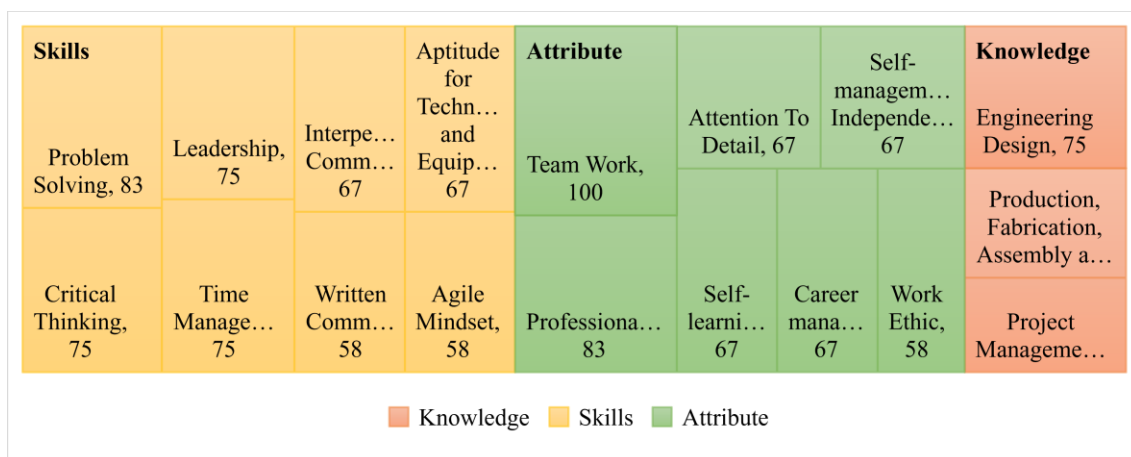 Skills
Problem
Solving, 83
Critical
Thinking,
75
Leadership,
75
Time
Manage...
75
Interpe...
Comm...
67
Written
Comm...
58
Aptitude
for
Techn...
and
Equip...
67
Agile
Mindset,
58
Attribute
Team Work,
100
Professiona...
83
Attention To
Detail, 67
Self-
managem...
Independe...
67
Self-
learni...
67
Career
mana...
67
Work
Ethic,
58
Knowledge
Engineering
Design, 75
Production,
Fabrication,
Assembly a...
Project
Manageme...
Knowledge
Skills
Attribute